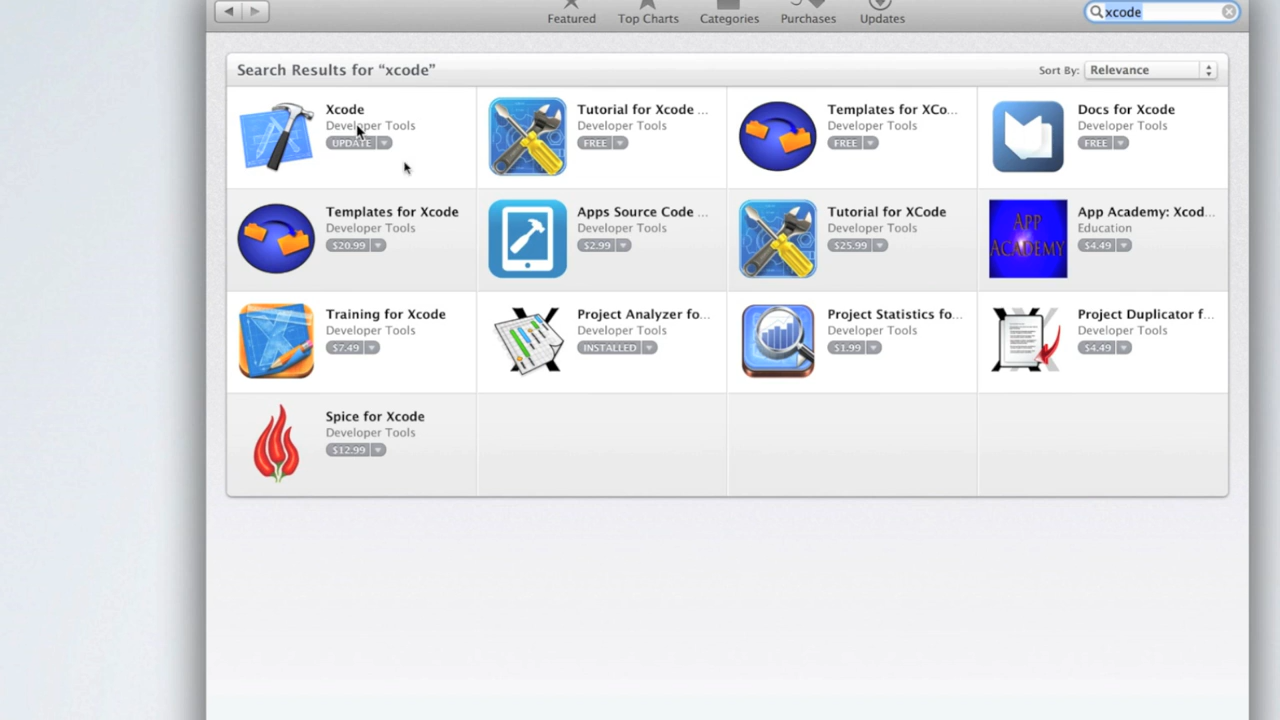 Featured
Top Charts
Categories
Purchases
Updates
xcode
Search Results for “xcode”
Sort By:
Relevance
Xcode
Developer Tools
UPDATE
Tutorial for Xcode ...
Developer Tools
FREE
Templates for XCo...
Developer Tools
FREE
Docs for Xcode
Developer Tools
FREE
Templates for Xcode
Developer Tools
$20.99
Apps Source Code ...
Developer Tools
$2.99
Tutorial for XCode
Developer Tools
$25.99
APP
ACADEMY
App Academy: Xcod...
Education
$4.49
Training for Xcode
Developer Tools
$7.49
Project Analyzer fo...
Developer Tools
INSTALLED
Project Statistics fo...
Developer Tools
$1.99
Project Duplicator f...
Developer Tools
$4.49
Spice for Xcode
Developer Tools
$12.99